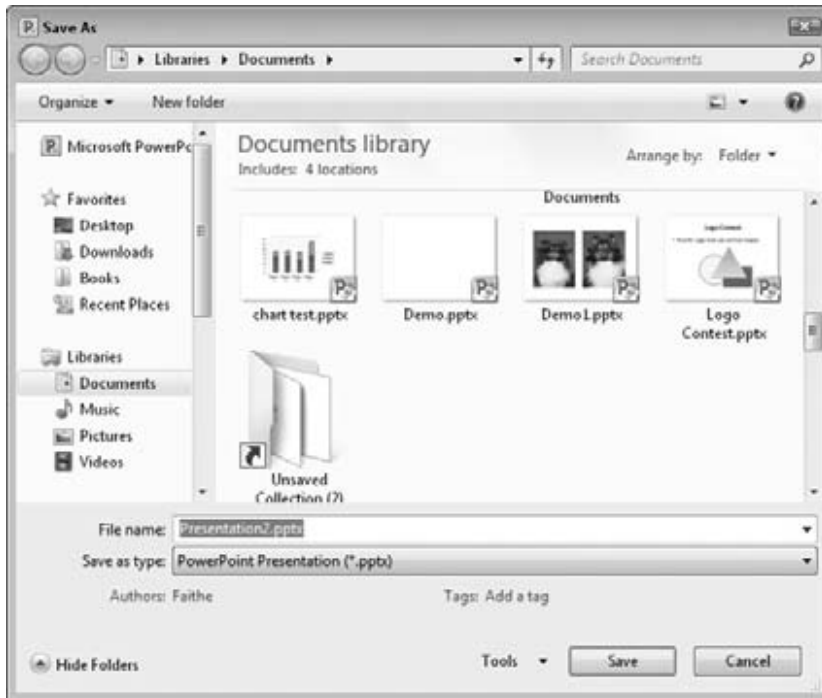 Save As
Libraries Documents
Search Documents
Organize New folder
Microsoft PowerPo
Documents library
Includes: 4 locations
Arrange by: Folder
Favorites
Desktop
Downloads
Books
Recent Places
Libraries
Documents
Music
Pictures
Videos
Documents
chart test.pptx
Demo.pptx
Demo1.pptx
Logo
Contest.pptx
Unsaved
Collection (2)
File name: Presentation2.pptx
Save as type: PowerPoint Presentation (*.pptx)
Authors: Faithe Tags: Add a tag
Hide Folders
Tools Save Cancel